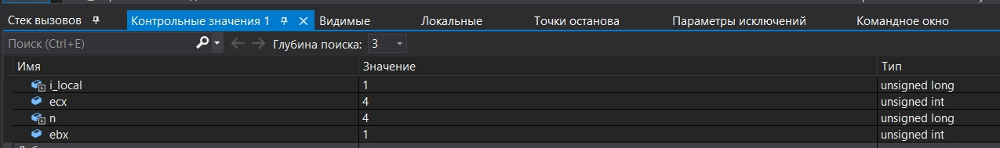 Стек вызовов Контрольные значения 1 Видимые Локальные Точки останова Параметры исключений Командное окно
Поиск (Ctrl+E) Глубина поиска: 3
Имя Значение Тип
i_local 1 unsigned long
ecx 4 unsigned int
n 4 unsigned long
ebx 1 unsigned int